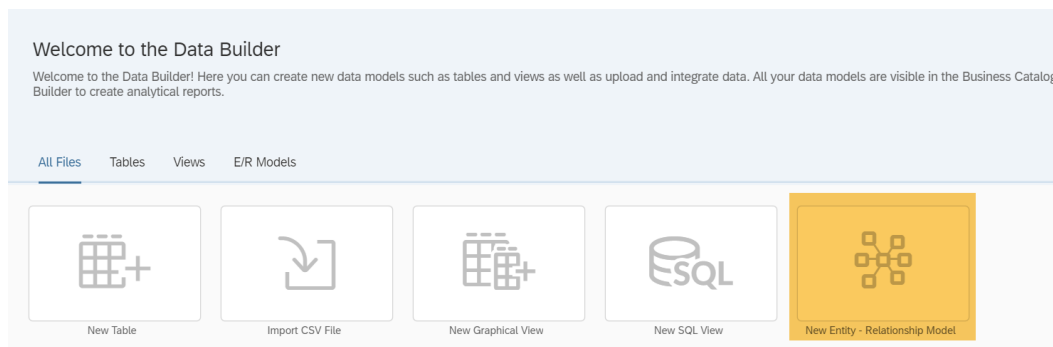 Welcome to the Data Builder
Welcome to the Data Builder! Here you can create new data models such as tables and views as well as upload and integrate data. All your data models are visible in the Business Catalog
Builder to create analytical reports.
All Files Tables Views E/R Models
SQL
New Table Import CSV File New Graphical View New SQL View New Entity - Relationship Model